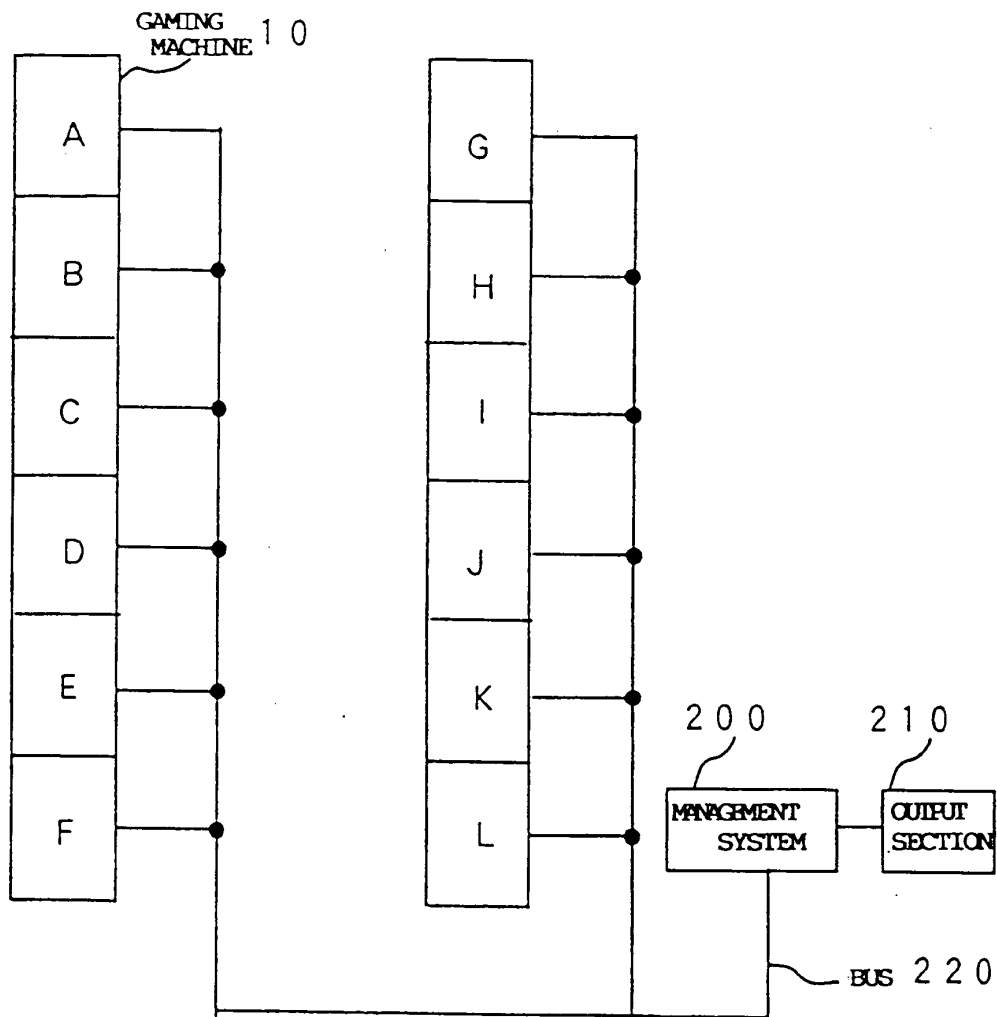 GAMING
MACHINE 10
A
B
C
D
E
F
G
H
I
J
K
L
200
MANAGEMENT
SYSTEM
210
OUTPUT
SECTION
BUS 220